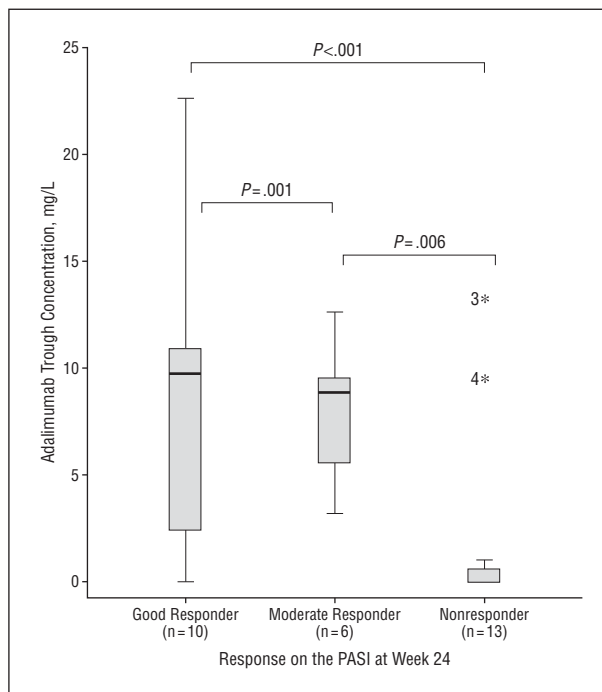 25
20
15
10
5
0
Adalimumab Trough Concentration, mg/L
P<.001
P=.001
P=.006
3*
4*
Good Responder
(n=10)
Moderate Responder
(n=6)
Nonresponder
(n=13)
Response on the PASI at Week 24